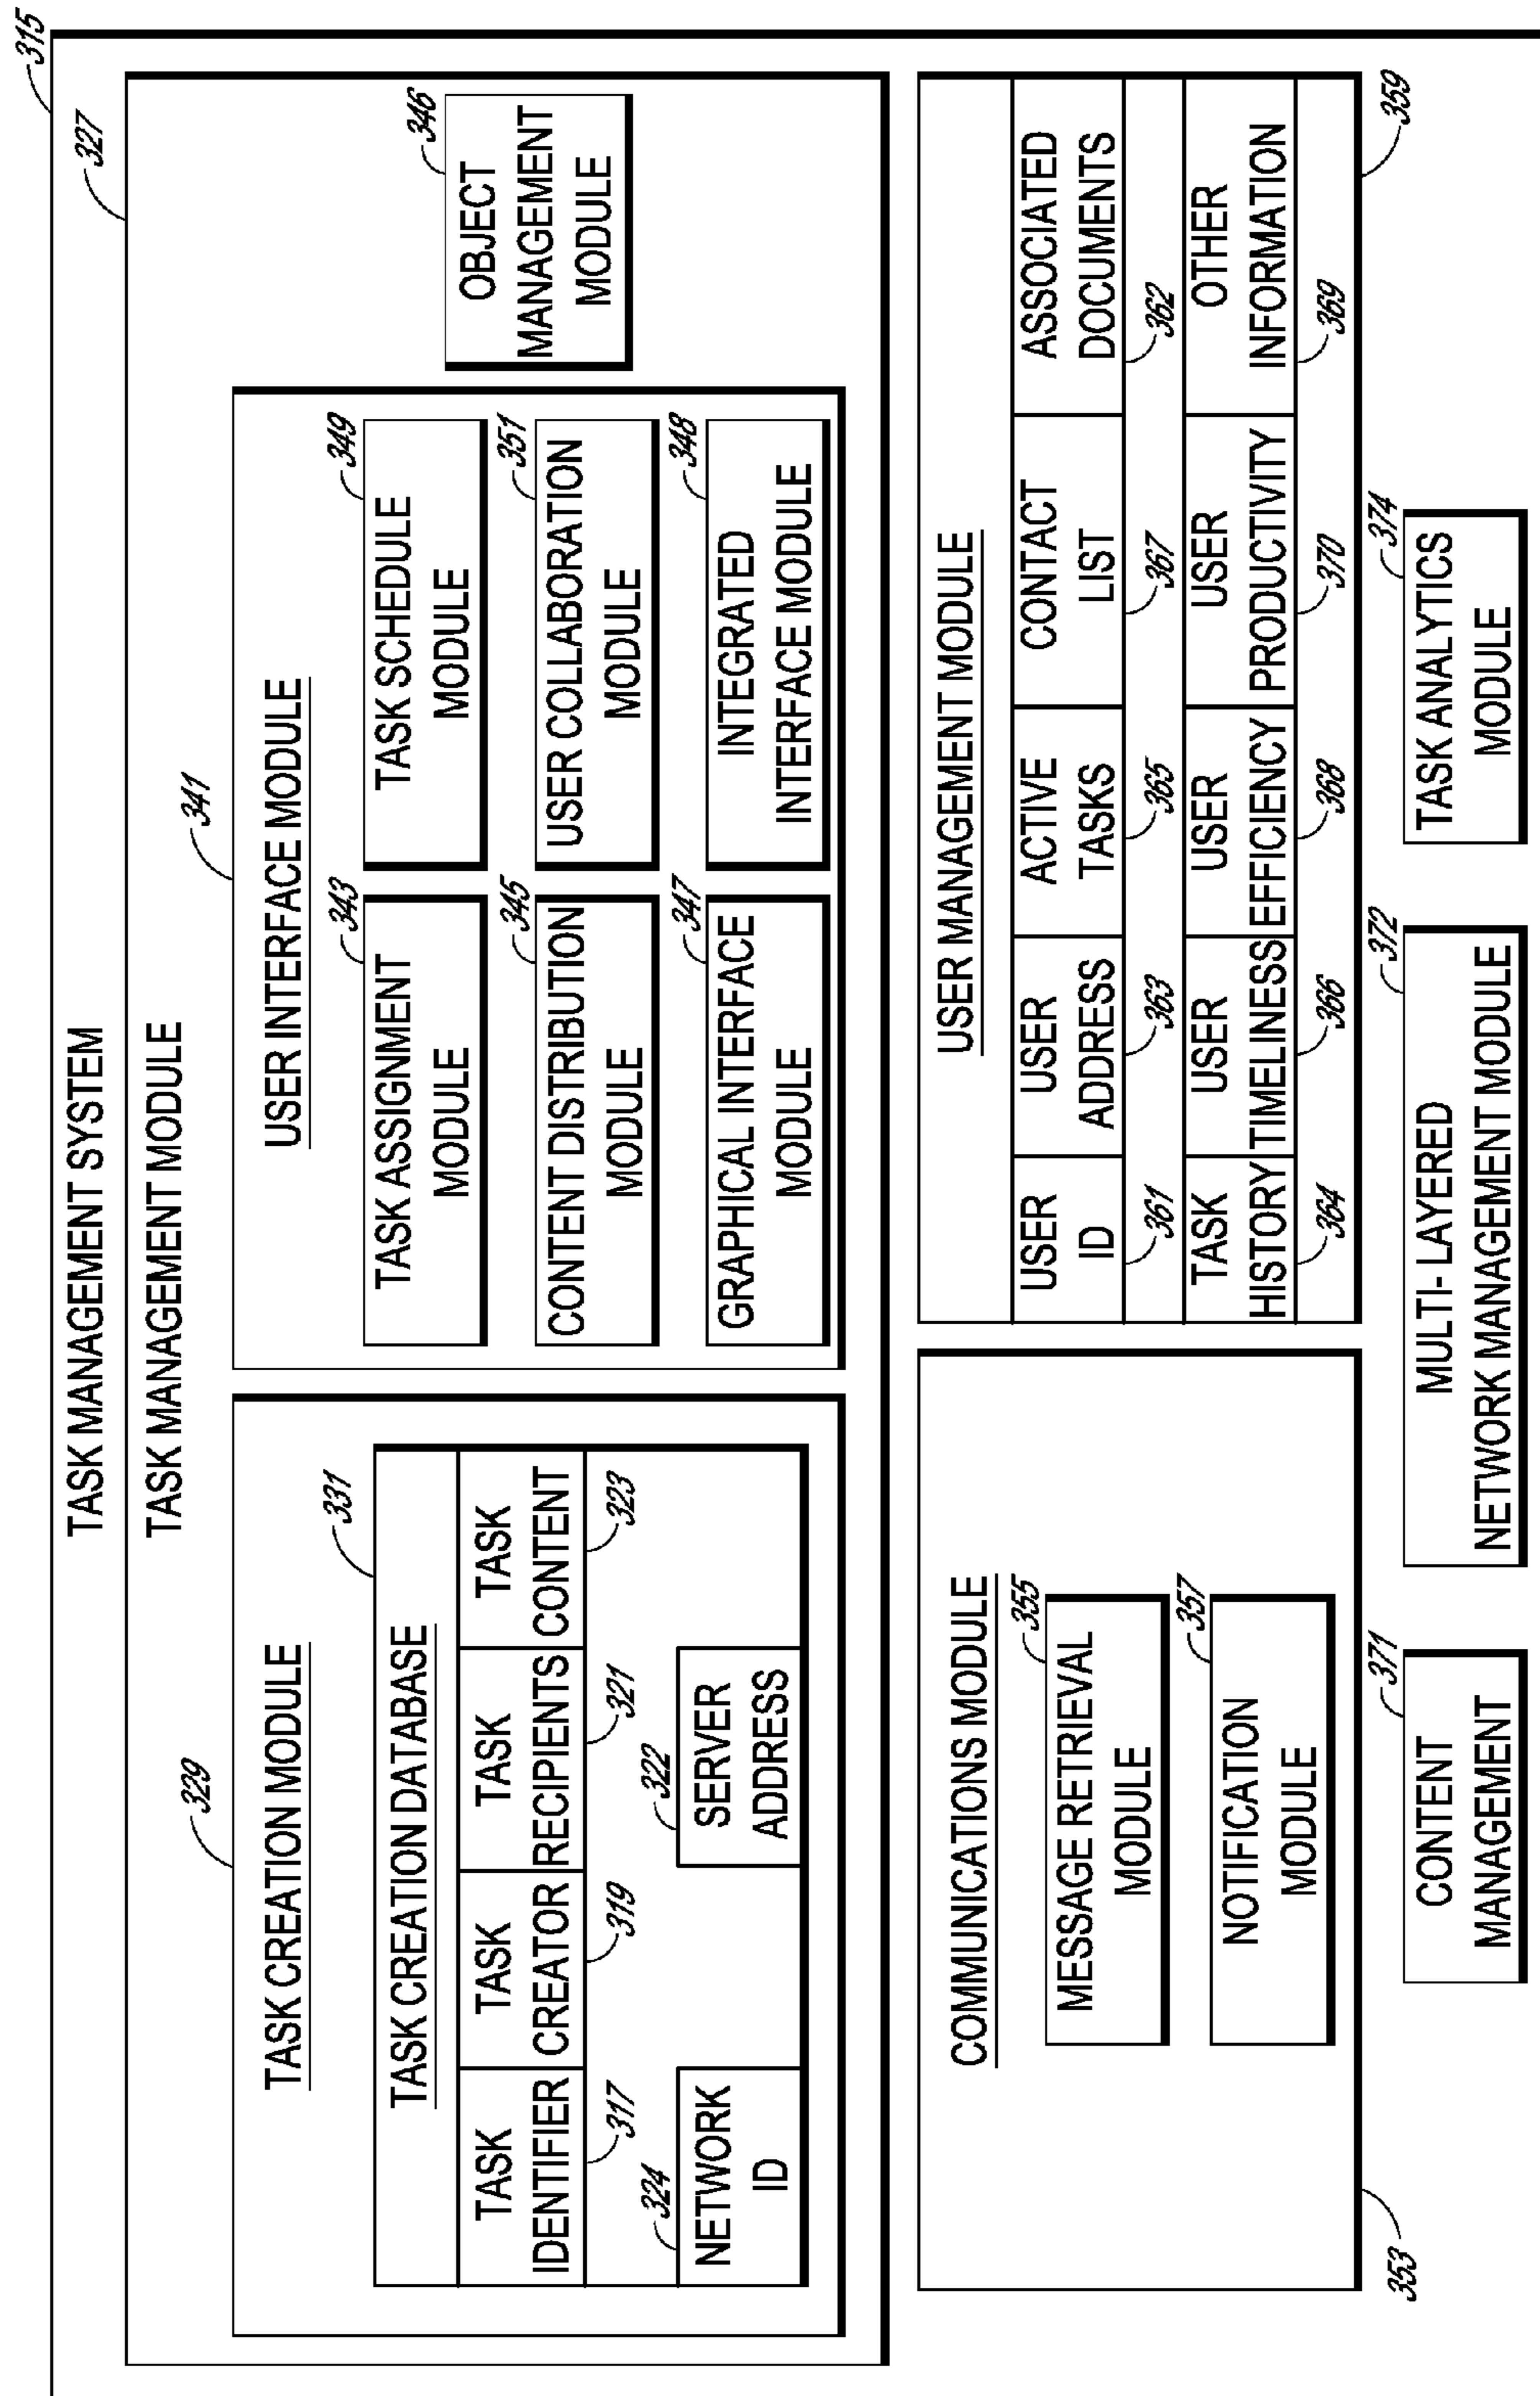 315
TASK MANAGEMENT SYSTEM
327
TASK MANAGEMENT MODULE
329
TASK CREATION MODULE
331
TASK CREATION DATABASE
TASK
IDENTIFIER
317
TASK
CREATOR
319
TASK
RECIPIENTS
321
TASK
CONTENT
323
324
NETWORK
ID
322
SERVER
ADDRESS
341
USER INTERFACE MODULE
343
TASK ASSIGNMENT
MODULE
349
TASK SCHEDULE
MODULE
345
CONTENT DISTRIBUTION
MODULE
351
USER COLLABORATION
MODULE
347
GRAPHICAL INTERFACE
MODULE
348
INTEGRATED
INTERFACE MODULE
346
OBJECT
MANAGEMENT
MODULE
COMMUNICATIONS MODULE
355
MESSAGE RETRIEVAL
MODULE
357
NOTIFICATION
MODULE
353
USER MANAGEMENT MODULE
USER
ID
361
USER
ADDRESS
363
ACTIVE
TASKS
365
CONTACT
LIST
367
ASSOCIATED
DOCUMENTS
362
TASK
HISTORY
364
USER
TIMELINESS
366
USER
EFFICIENCY
368
USER
PRODUCTIVITY
370
OTHER
INFORMATION
369
359
371
CONTENT
MANAGEMENT
372
MULTI- LAYERED
NETWORK MANAGEMENT MODULE
374
TASK ANALYTICS
MODULE